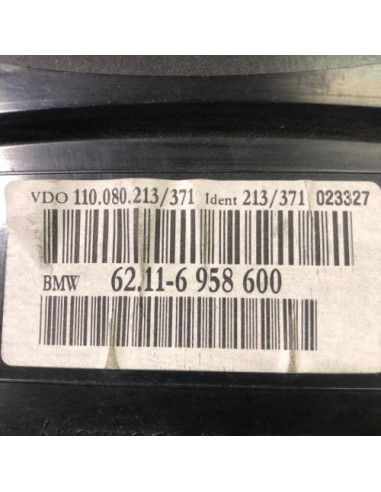 VDO 110.080.213/371 Ident 213/371 023327
BMW 62.11-6 958 600